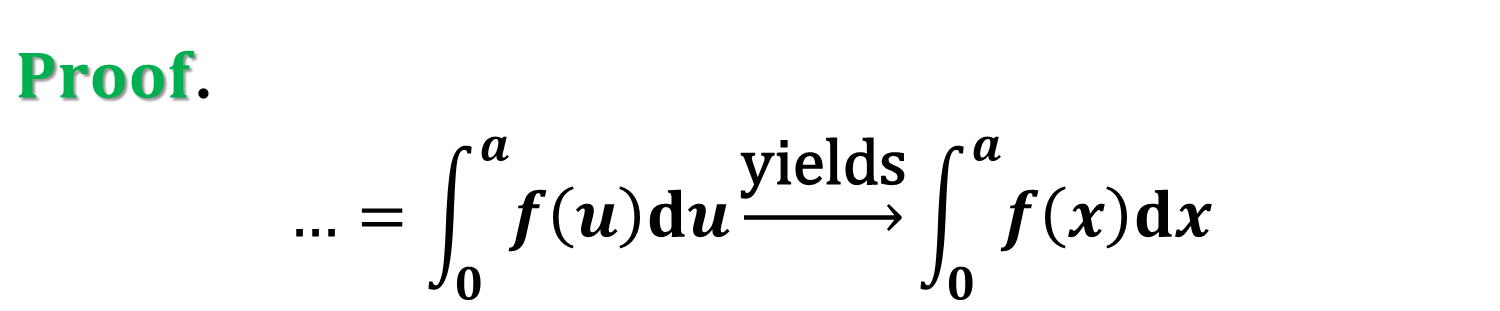 Proof.
... = ∫₀ᵃ f(u)du →(yields) ∫₀ᵃ f(x)dx